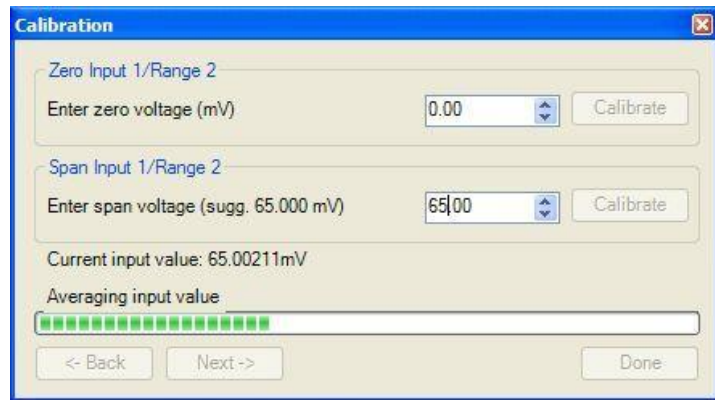 Calibration
Zero Input 1/Range 2
Enter zero voltage (mV) 0.00 Calibrate
Span Input 1/Range 2
Enter span voltage (sugg. 65.000 mV) 65.00 Calibrate
Current input value: 65.00211mV
Averaging input value
<- Back Next -> Done